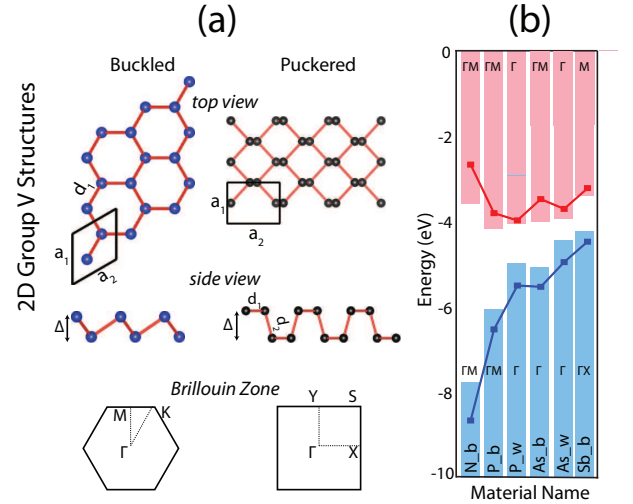 (a)
(b)
2D Group V Structures
Buckled
Puckered
top view
d1
a1
a2
a1
a2
side view
Δ
Δ
d1
d2
Brillouin Zone
M
K
Γ
Y
S
Γ
X
Energy (eV)
0
-2
-4
-6
-8
-10
ΓM
ΓM
Γ
ΓM
Γ
M
ΓM
ΓM
Γ
Γ
Γ
ΓX
N_b
P_b
P_w
As_b
As_w
Sb_b
Material Name